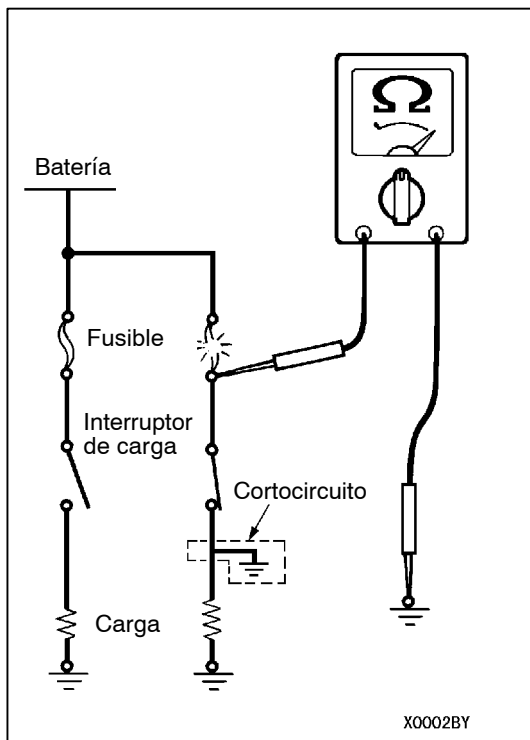 Ω
Batería
Fusible
Interruptor
de carga
Cortocircuito
Carga
X0002BY